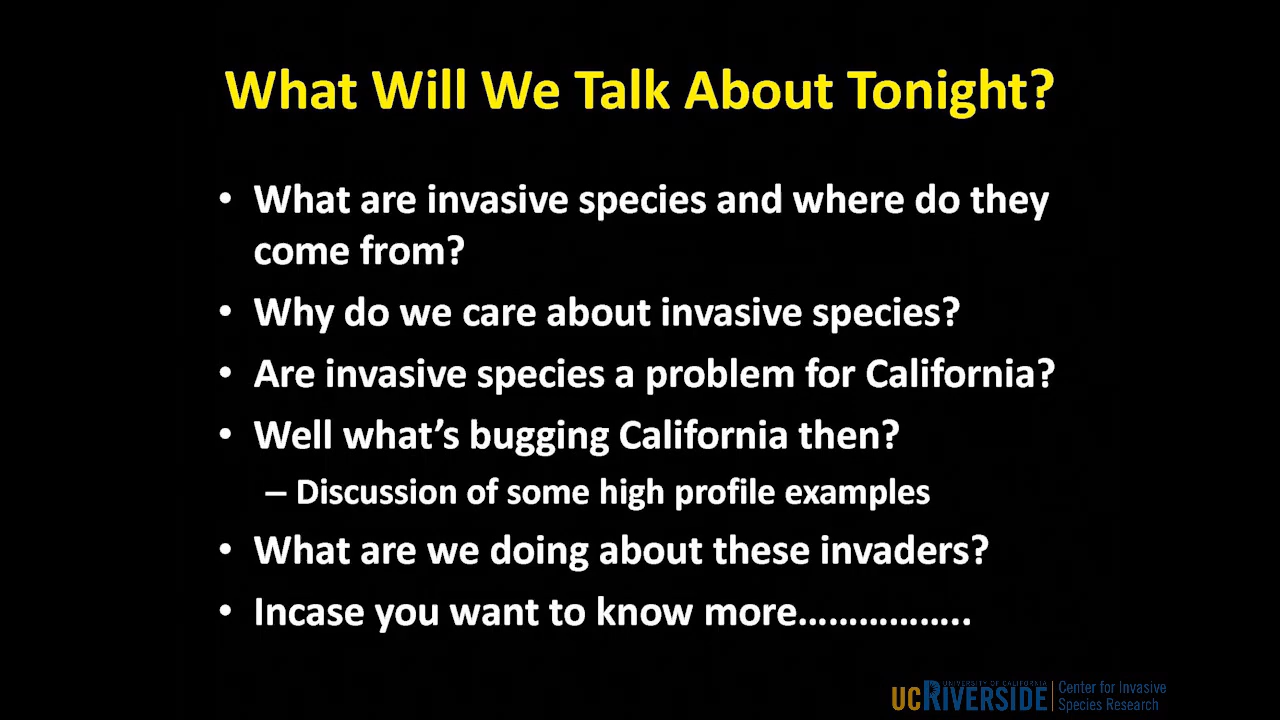 What Will We Talk About Tonight?
• What are invasive species and where do they
come from?
• Why do we care about invasive species?
• Are invasive species a problem for California?
• Well what’s bugging California then?
– Discussion of some high profile examples
• What are we doing about these invaders?
• Incase you want to know more……………..
UNIVERSITY OF CALIFORNIA
UCRIVERSIDE
Center for Invasive
Species Research